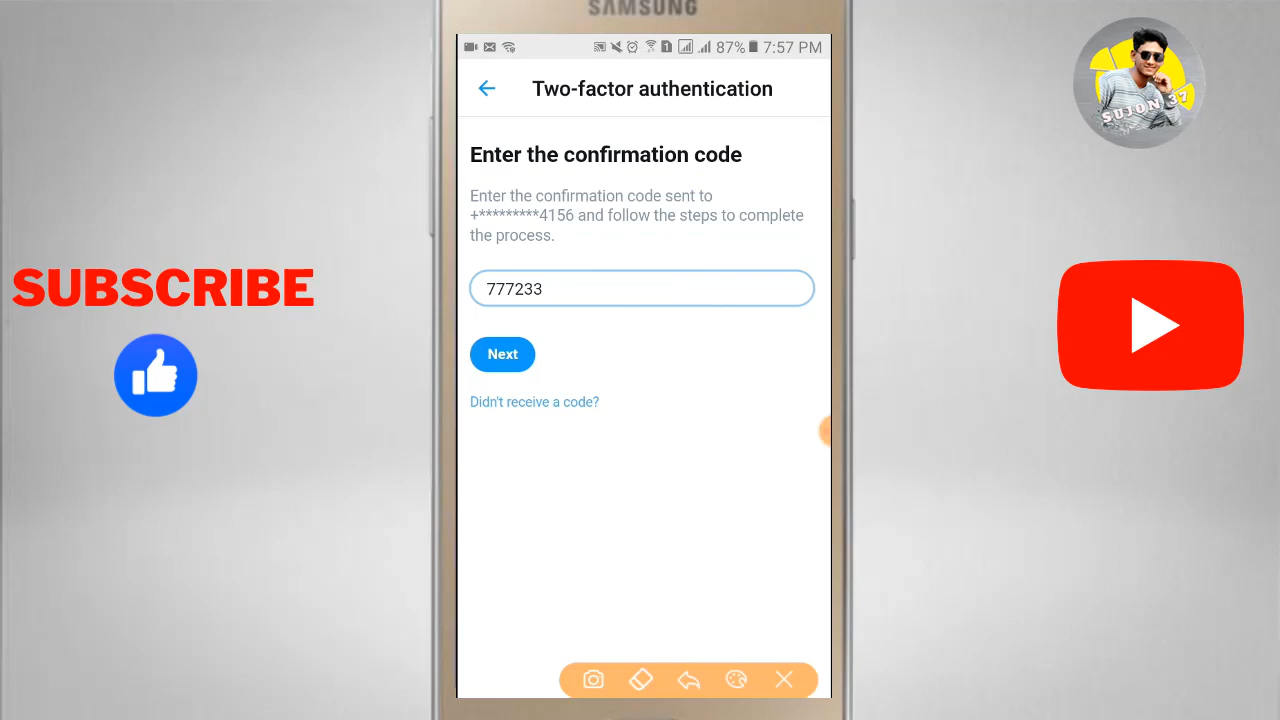 SAMSUNG
87% 7:57 PM
Two-factor authentication
Enter the confirmation code
Enter the confirmation code sent to
+*********4156 and follow the steps to complete
the process.
777233
Next
Didn't receive a code?
SUBSCRIBE
SUJON 37